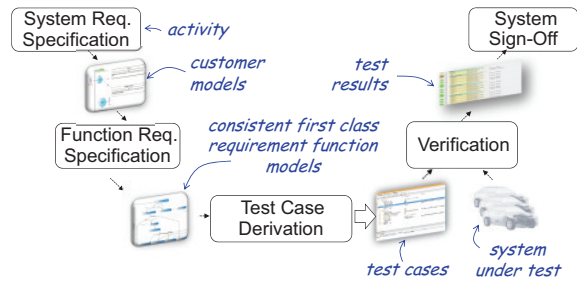 System Req.
Specification
activity
customer
models
Function Req.
Specification
consistent first class
requirement function
models
Test Case
Derivation
test cases
system
under test
Verification
test
results
System
Sign-Off